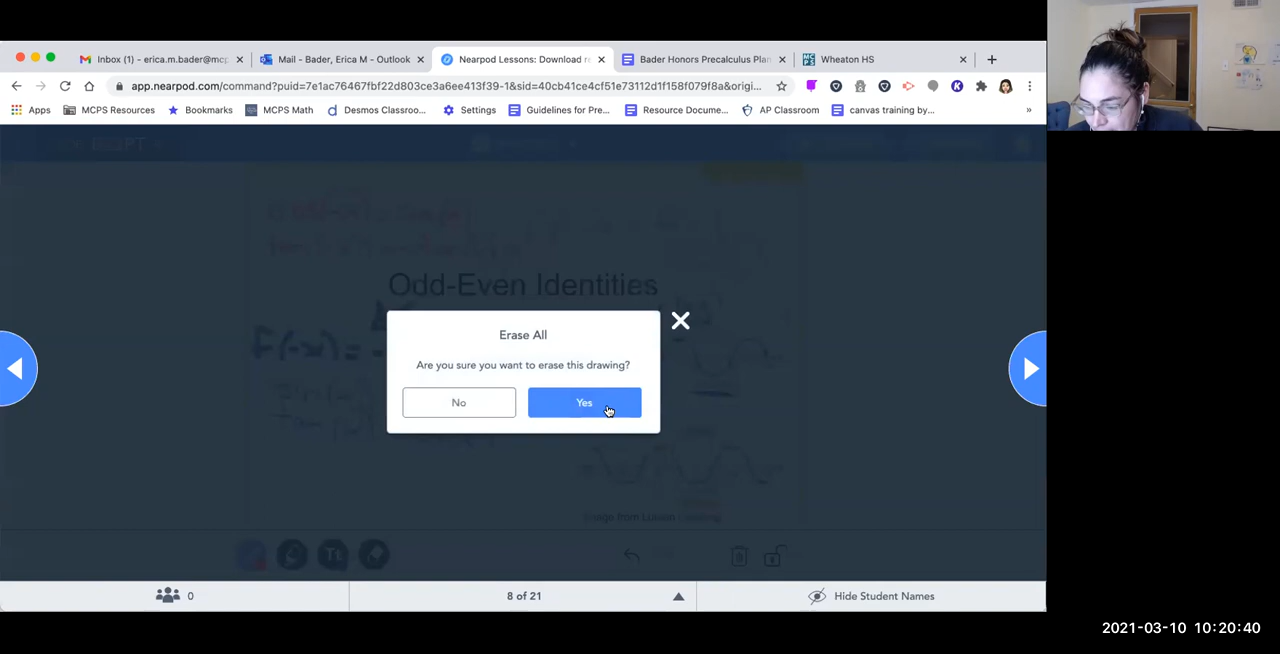 Inbox (1) - erica.m.bader@mcp
Mail - Bader, Erica M - Outlook
Nearpod Lessons: Download r
Bader Honors Precalculus Plan
Wheaton HS
app.nearpod.com/command?puid=7e1ac76467fbf22d803ce3a6ee413f39-1&sid=40cb41ce4cf51e73112d1f158f079f8a&origi...
Apps
MCPS Resources
Bookmarks
MCPS Math
Desmos Classroo...
Settings
Guidelines for Pre...
Resource Docume...
AP Classroom
canvas training by...
»
Odd-Even Identities
F(-x) = -
Erase All
Are you sure you want to erase this drawing?
No
Yes
Tt
0
8 of 21
Hide Student Names
2021-03-10 10:20:40